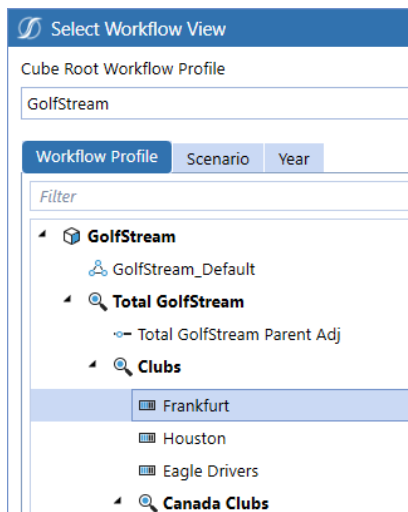 Select Workflow View
Cube Root Workflow Profile
GolfStream
Workflow Profile Scenario Year
Filter
GolfStream
GolfStream_Default
Total GolfStream
Total GolfStream Parent Adj
Clubs
Frankfurt
Houston
Eagle Drivers
Canada Clubs